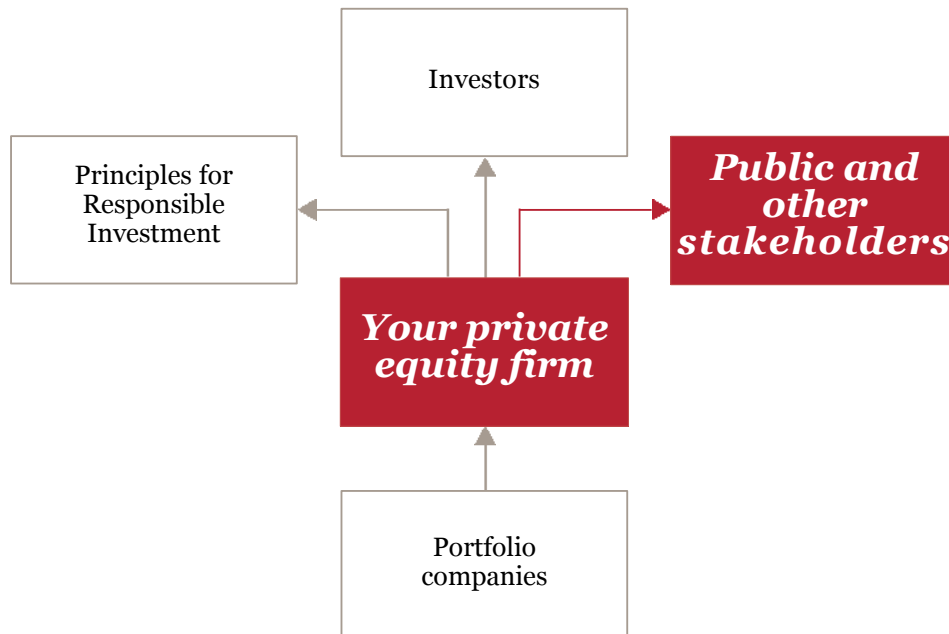 Investors
Principles for
Responsible
Investment
Public and
other
stakeholders
Your private
equity firm
Portfolio
companies